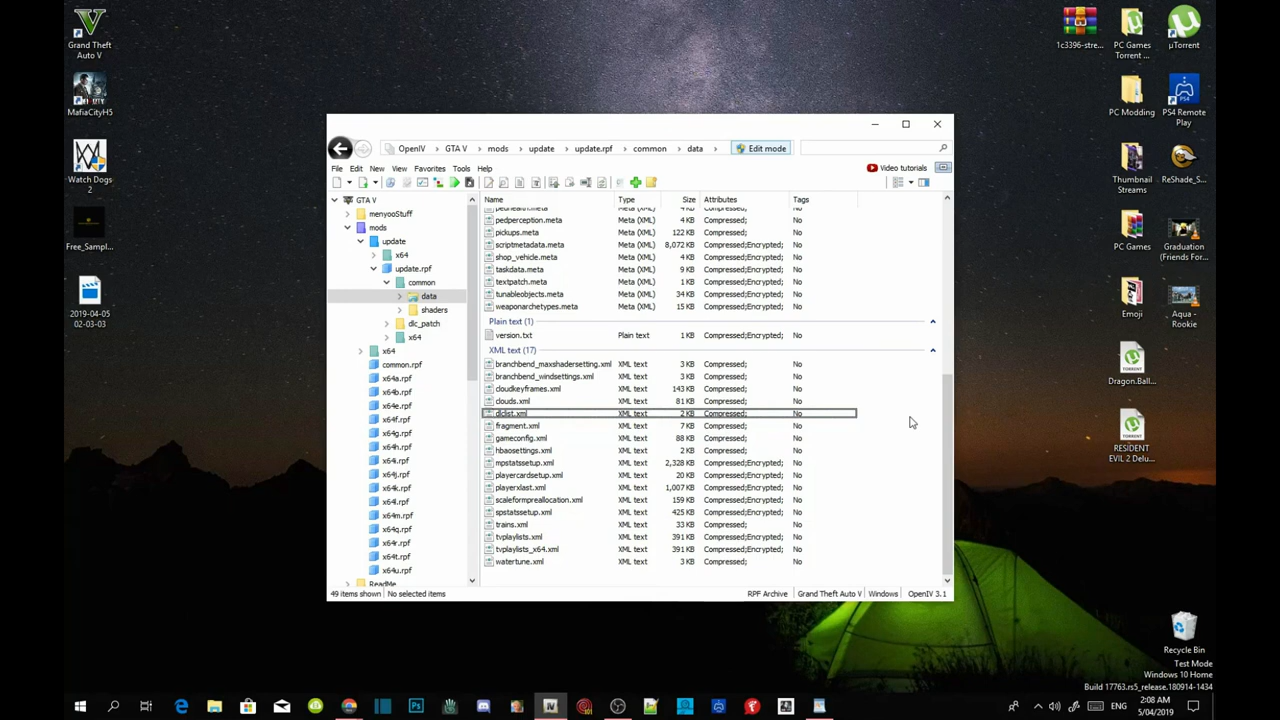 Grand Theft
Auto V
MafiaCityH5
Watch Dogs
2
Free_Sampl...
2019-04-05
02-03-03
1c3396-stre...
PC Games
Torrent ...
µTorrent
PC Modding
PS4 Remote
Play
Thumbnail
Streams
ReShade_S...
PC Games
Graduation
(Friends For...
Emoji
Aqua -
Rookie
Dragon.Ball...
RESIDENT
EVIL 2 Delu...
Recycle Bin
OpenIV › GTA V › mods › update › update.rpf › common › data › Edit mode
File Edit New View Favorites Tools Help Video tutorials
GTA V
menyooStuff
mods
update
x64
update.rpf
common
data
shaders
dlc_patch
x64
x64
common.rpf
x64a.rpf
x64b.rpf
x64e.rpf
x64f.rpf
x64g.rpf
x64h.rpf
x64i.rpf
x64j.rpf
x64k.rpf
x64l.rpf
x64m.rpf
x64q.rpf
x64r.rpf
x64t.rpf
x64u.rpf
ReadMe
Name Type Size Attributes Tags
pedhealth.meta Meta (XML) 4 KB Compressed;Encrypted; No
pedperception.meta Meta (XML) 4 KB Compressed;Encrypted; No
pickups.meta Meta (XML) 122 KB Compressed;Encrypted; No
scriptmetadata.meta Meta (XML) 8,072 KB Compressed;Encrypted; No
shop_vehicle.meta Meta (XML) 4 KB Compressed;Encrypted; No
taskdata.meta Meta (XML) 9 KB Compressed;Encrypted; No
textpatch.meta Meta (XML) 1 KB Compressed;Encrypted; No
tunableobjects.meta Meta (XML) 34 KB Compressed;Encrypted; No
weaponarchetypes.meta Meta (XML) 15 KB Compressed;Encrypted; No
Plain text (1)
version.txt Plain text 1 KB Compressed;Encrypted; No
XML text (17)
branchbend_maxshadersetting.xml XML text 3 KB Compressed; No
branchbend_windsettings.xml XML text 3 KB Compressed; No
cloudkeyframes.xml XML text 143 KB Compressed; No
clouds.xml XML text 81 KB Compressed; No
dlclist.xml XML text 2 KB Compressed; No
fragment.xml XML text 7 KB Compressed; No
gameconfig.xml XML text 88 KB Compressed; No
hbaosettings.xml XML text 2 KB Compressed; No
mpstatssetup.xml XML text 2,328 KB Compressed;Encrypted; No
playercardsetup.xml XML text 20 KB Compressed;Encrypted; No
playerxlast.xml XML text 1,007 KB Compressed;Encrypted; No
scaleformpreallocation.xml XML text 159 KB Compressed;Encrypted; No
spstatssetup.xml XML text 425 KB Compressed;Encrypted; No
trains.xml XML text 33 KB Compressed; No
tvplaylists.xml XML text 391 KB Compressed;Encrypted; No
tvplaylists_x64.xml XML text 391 KB Compressed;Encrypted; No
watertune.xml XML text 3 KB Compressed; No
49 items shown No selected items RPF Archive Grand Theft Auto V Windows OpenIV 3.1
Test Mode
Windows 10 Home
Build 17763.rs5_release.180914-1434
ENG
2:08 AM
5/04/2019